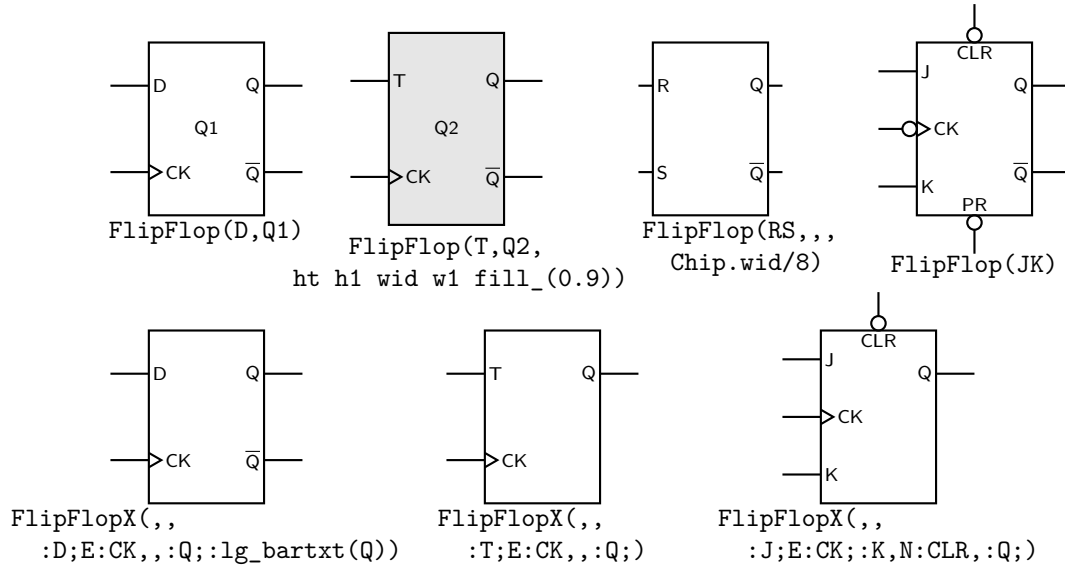 CLR
D Q T Q R Q J Q
Q1 Q2 CK
CK Q̅ CK Q̅ S Q̅ K Q̅
PR
FlipFlop(D,Q1) FlipFlop(T,Q2, FlipFlop(RS,,, FlipFlop(JK)
ht h1 wid w1 fill_(0.9)) Chip.wid/8)
CLR
D Q T Q J Q
CK
CK Q̅ CK K
FlipFlopX(,, FlipFlopX(,, FlipFlopX(,,
:D;E:CK,,:Q;:lg_bartxt(Q)) :T;E:CK,,:Q;) :J;E:CK;:K,N:CLR,:Q;)